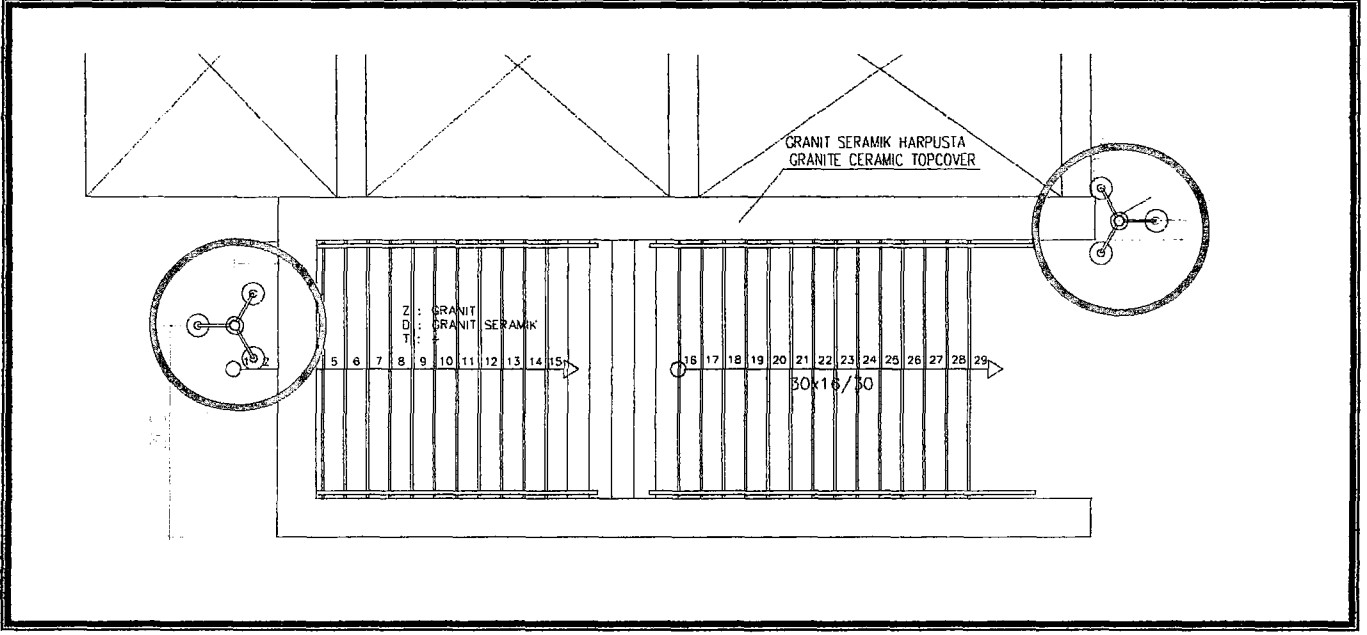 GRANIT SERAMIK HARPUSTA
GRANITE CERAMIC TOPCOVER
Z : GRANIT
D : GRANIT SERAMIK
T : -
1 2 5 6 7 8 9 10 11 12 13 14 15
16 17 18 19 20 21 22 23 24 25 26 27 28 29
30x16/30